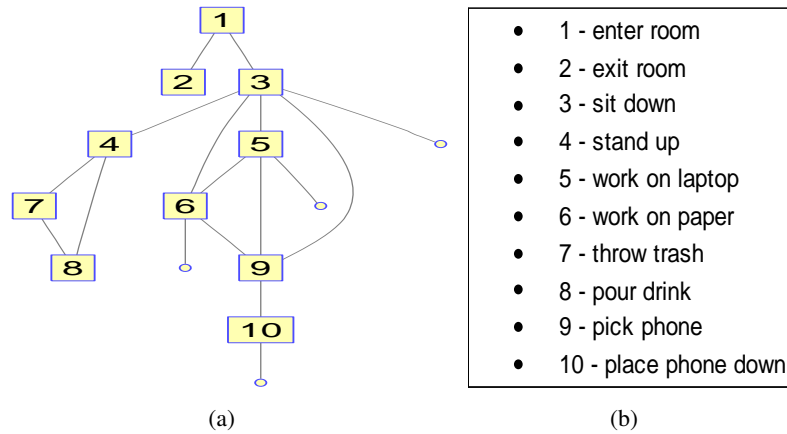 1
2
3
4
5
6
7
8
9
10
(a)
• 1 - enter room
• 2 - exit room
• 3 - sit down
• 4 - stand up
• 5 - work on laptop
• 6 - work on paper
• 7 - throw trash
• 8 - pour drink
• 9 - pick phone
• 10 - place phone down
(b)